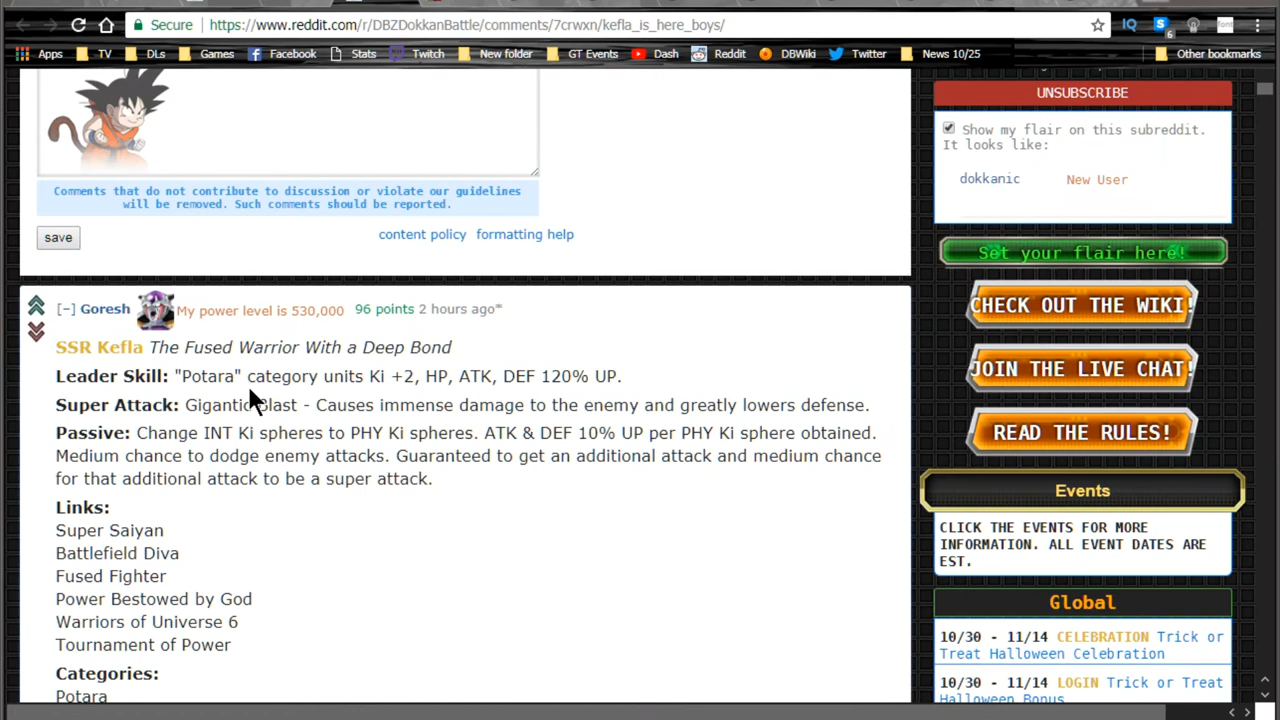 Secure https://www.reddit.com/r/DBZDokkanBattle/comments/7crwxn/kefla_is_here_boys/
6
font
Apps TV DLs Games Facebook Stats Twitch New folder GT Events Dash Reddit DBWiki Twitter News 10/25 Other bookmarks
Comments that do not contribute to discussion or violate our guidelines
will be removed. Such comments should be reported.
save
content policy formatting help
[-] Goresh My power level is 530,000 96 points 2 hours ago*
SSR Kefla The Fused Warrior With a Deep Bond
Leader Skill: "Potara" category units Ki +2, HP, ATK, DEF 120% UP.
Super Attack: Gigantic Blast - Causes immense damage to the enemy and greatly lowers defense.
Passive: Change INT Ki spheres to PHY Ki spheres. ATK & DEF 10% UP per PHY Ki sphere obtained.
Medium chance to dodge enemy attacks. Guaranteed to get an additional attack and medium chance
for that additional attack to be a super attack.
Links:
Super Saiyan
Battlefield Diva
Fused Fighter
Power Bestowed by God
Warriors of Universe 6
Tournament of Power
Categories:
Potara
UNSUBSCRIBE
Show my flair on this subreddit.
It looks like:
dokkanic New User
Set your flair here!
CHECK OUT THE WIKI!
JOIN THE LIVE CHAT!
READ THE RULES!
Events
CLICK THE EVENTS FOR MORE
INFORMATION. ALL EVENT DATES ARE
EST.
Global
10/30 - 11/14 CELEBRATION Trick or
Treat Halloween Celebration
10/30 - 11/14 LOGIN Trick or Treat
Halloween Bonus